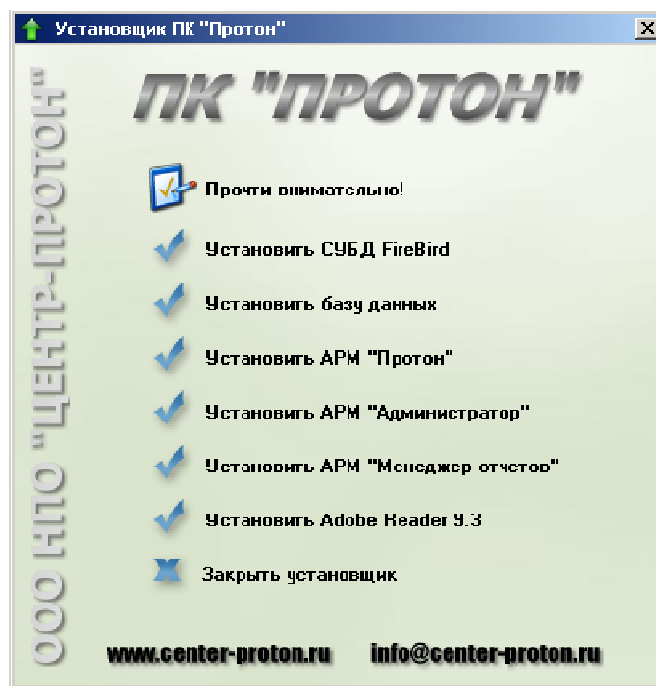 Установщик ПК "Протон"
ПК "ПРОТОН"
ООО НПО "ЦЕНТР-ПРОТОН"
Прочти внимательно!
Установить СУБД FireBird
Установить базу данных
Установить АРМ "Протон"
Установить АРМ "Администратор"
Установить АРМ "Менеджер отчетов"
Установить Adobe Reader 9.3
Закрыть установщик
www.center-proton.ru info@center-proton.ru